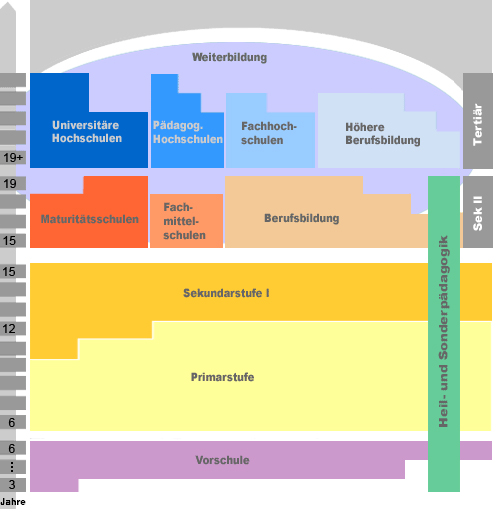 Weiterbildung
Universitäre
Hochschulen
Pädagog.
Hochschulen
Fachhoch-
schulen
Höhere
Berufsbildung
Tertiär
19+
19
Maturitätsschulen
Fach-
mittel-
schulen
Berufsbildung
Sek II
15
Heil- und Sonderpädagogik
15
Sekundarstufe I
12
Primarstufe
6
6
Vorschule
3
Jahre